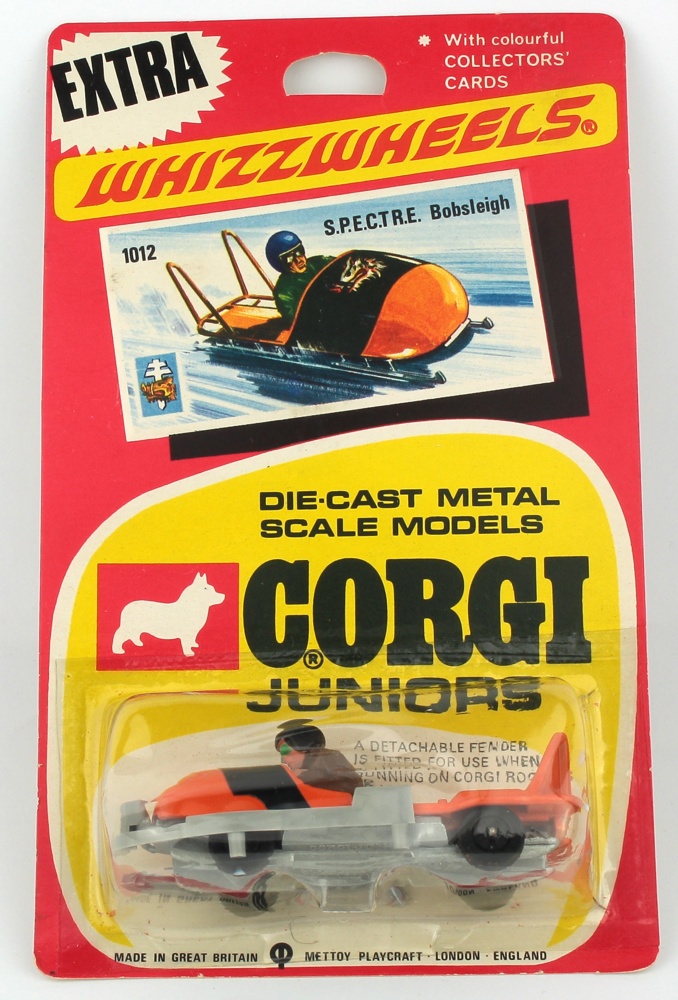 EXTRA
* With colourful
COLLECTORS'
CARDS
WHIZZWHEELS®
1012
S.P.E.C.T.R.E. Bobsleigh
DIE-CAST METAL
SCALE MODELS
CORGI
®
JUNIORS
A DETACHABLE FENDER
IS FITTED FOR USE WHEN
RUNNING ON CORGI
MADE IN GREAT BRITAIN METTOY PLAYCRAFT · LONDON · ENGLAND